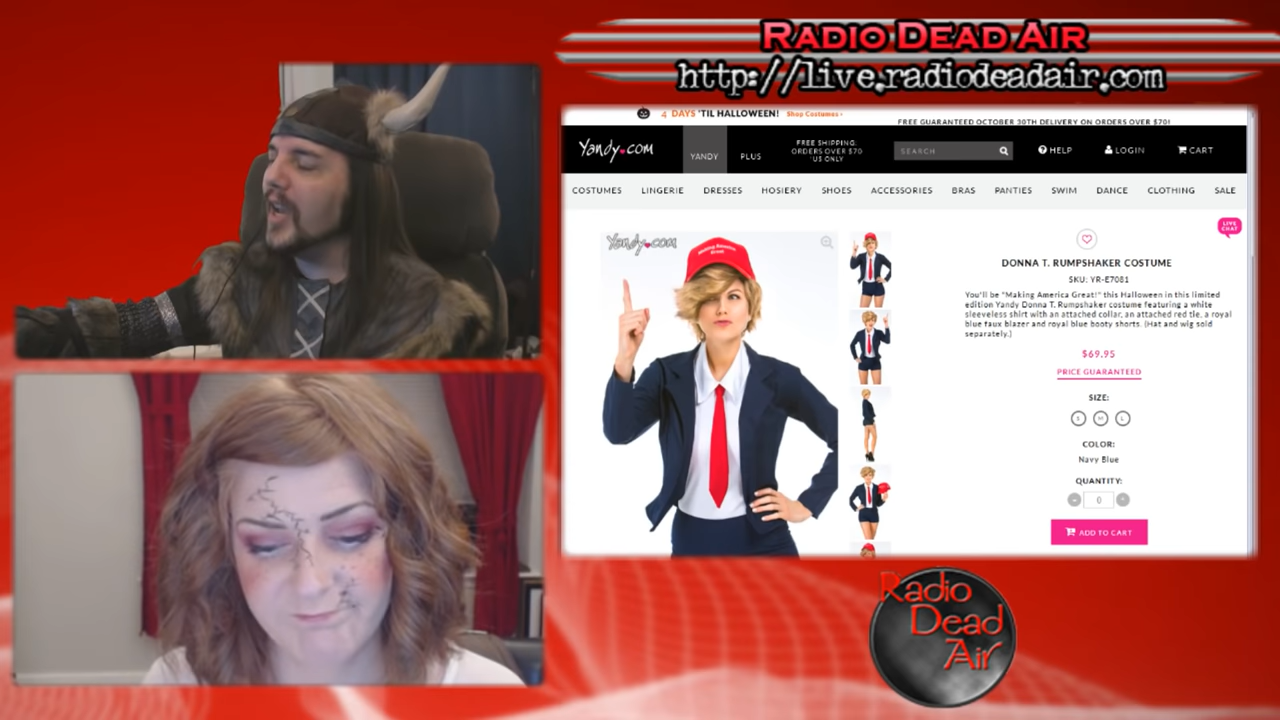 Radio Dead Air
http://live.radiodeadair.com
4 DAYS 'TIL HALLOWEEN! Shop Costumes ›
FREE GUARANTEED OCTOBER 30TH DELIVERY ON ORDERS OVER $70!
Yandy.com
YANDY
PLUS
FREE SHIPPING:
ORDERS OVER $70
*US ONLY
SEARCH
HELP
LOGIN
CART
COSTUMES LINGERIE DRESSES HOSIERY SHOES ACCESSORIES BRAS PANTIES SWIM DANCE CLOTHING SALE
Yandy.com
Making America
Great!
LIVE
CHAT
DONNA T. RUMPSHAKER COSTUME
SKU: YR-E7081
You'll be "Making America Great!" this Halloween in this limited
edition Yandy Donna T. Rumpshaker costume featuring a white
sleeveless shirt with an attached collar, an attached red tie, a royal
blue faux blazer and royal blue booty shorts. (Hat and wig sold
separately.)
$69.95
PRICE GUARANTEED
SIZE:
S M L
COLOR:
Navy Blue
QUANTITY:
- 0 +
ADD TO CART
Radio
Dead
Air